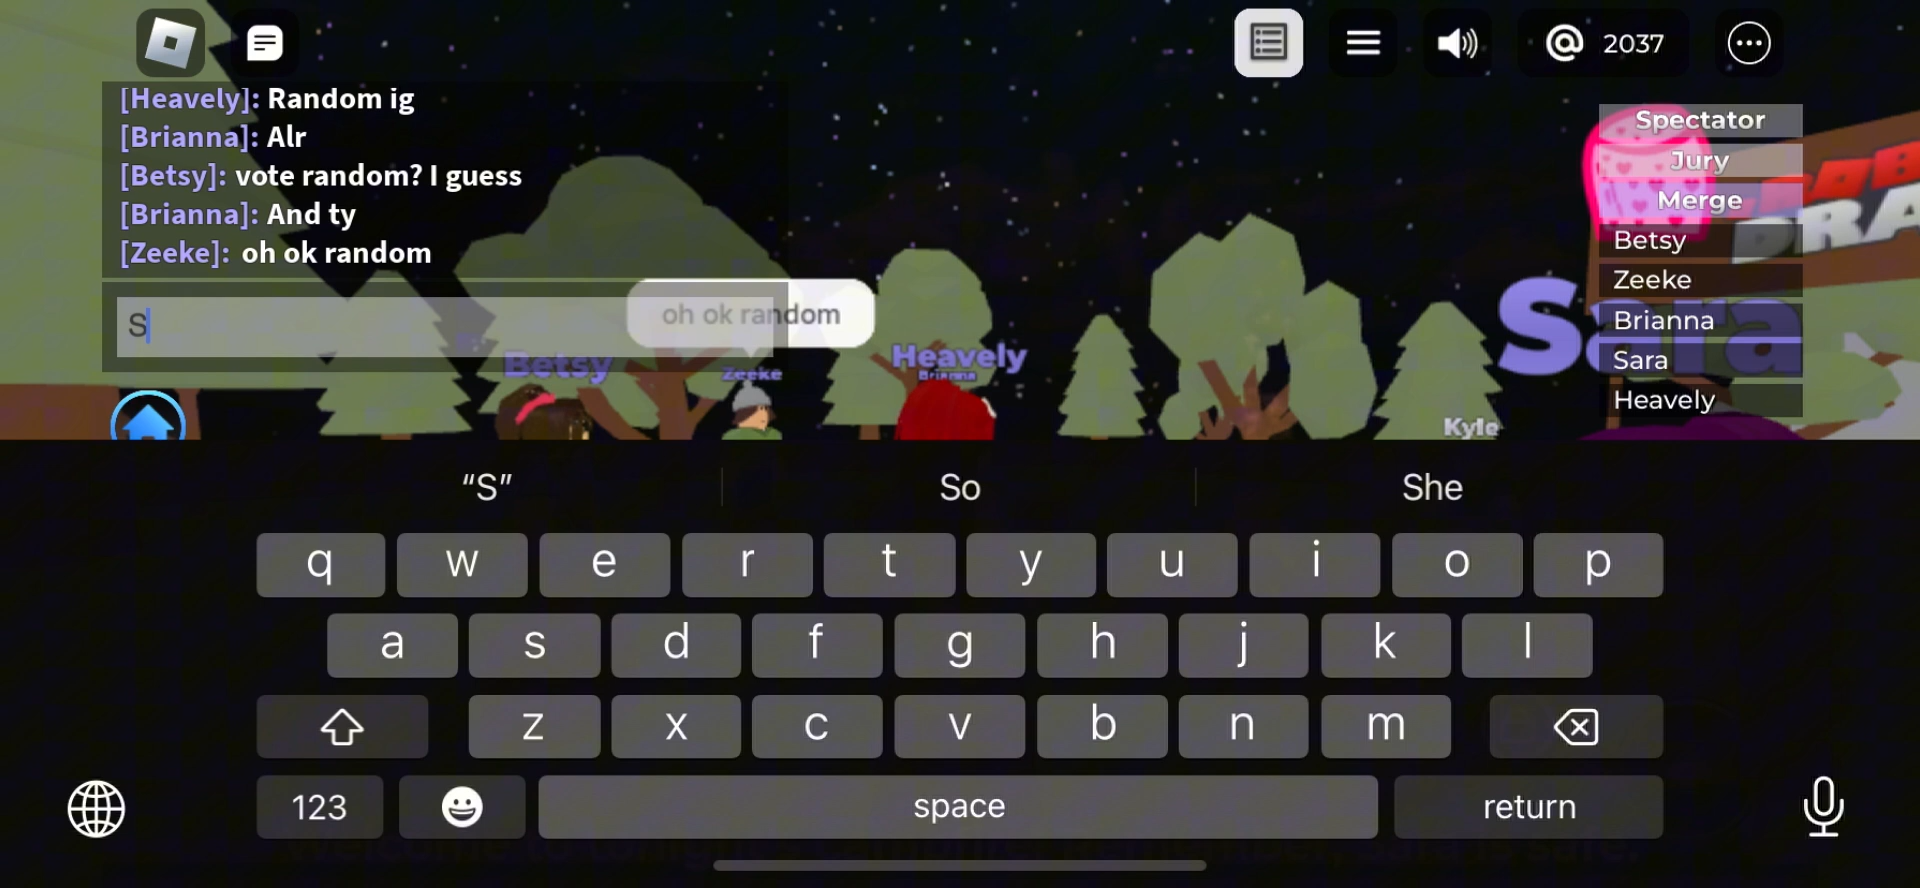 2037
[Heavely]: Random ig
[Brianna]: Alr
[Betsy]: vote random? I guess
[Brianna]: And ty
[Zeeke]: oh ok random
S
oh ok random
Betsy
Zeeke
Heavely
Brianna
Kyle
Sara
Spectator
Jury
Merge
Betsy
Zeeke
Brianna
Sara
Heavely
“S” So She
q w e r t y u i o p
a s d f g h j k l
z x c v b n m
123 space return